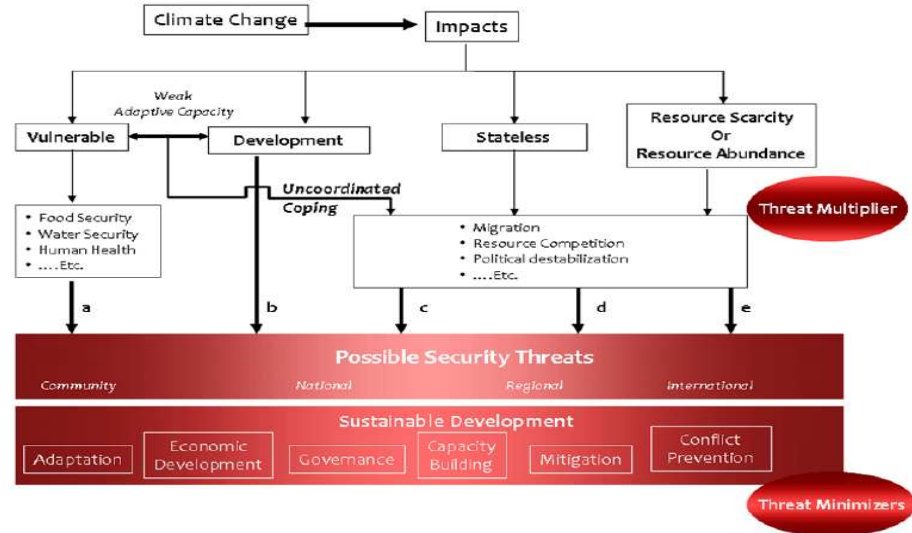 Climate Change
Impacts
Weak
Adaptive Capacity
Vulnerable
Development
Stateless
Resource Scarcity
Or
Resource Abundance
Uncoordinated
Coping
Threat Multiplier
• Food Security
• Water Security
• Human Health
• ....Etc.
• Migration
• Resource Competition
• Political destabilization
• ....Etc.
a
b
c
d
e
Possible Security Threats
Community
National
Regional
International
Sustainable Development
Adaptation
Economic
Development
Governance
Capacity
Building
Mitigation
Conflict
Prevention
Threat Minimizers